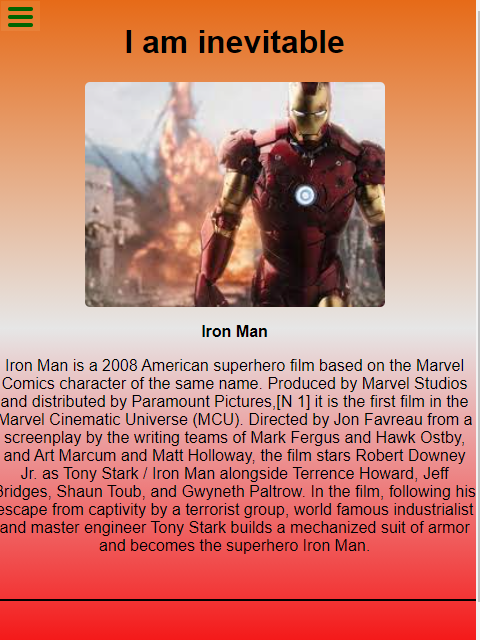 I am inevitable
Iron Man
Iron Man is a 2008 American superhero film based on the Marvel
Comics character of the same name. Produced by Marvel Studios
and distributed by Paramount Pictures,[N 1] it is the first film in the
Marvel Cinematic Universe (MCU). Directed by Jon Favreau from a
screenplay by the writing teams of Mark Fergus and Hawk Ostby,
and Art Marcum and Matt Holloway, the film stars Robert Downey
Jr. as Tony Stark / Iron Man alongside Terrence Howard, Jeff
Bridges, Shaun Toub, and Gwyneth Paltrow. In the film, following his
escape from captivity by a terrorist group, world famous industrialist
and master engineer Tony Stark builds a mechanized suit of armor
and becomes the superhero Iron Man.